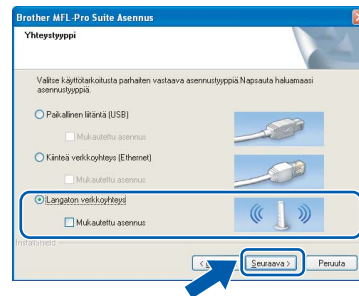 Brother MFL-Pro Suite Asennus
Yhteystyyppi
Valitse käyttötarkoitusta parhaiten vastaava asennustyyppi. Napsauta haluamaasi
asennustyyppiä.
Paikallinen liitäntä (USB)
Mukautettu asennus
Kiinteä verkkoyhteys (Ethernet)
Mukautettu asennus
Langaton verkkoyhteys
Mukautettu asennus
InstallShield
Seuraava >
Peruuta